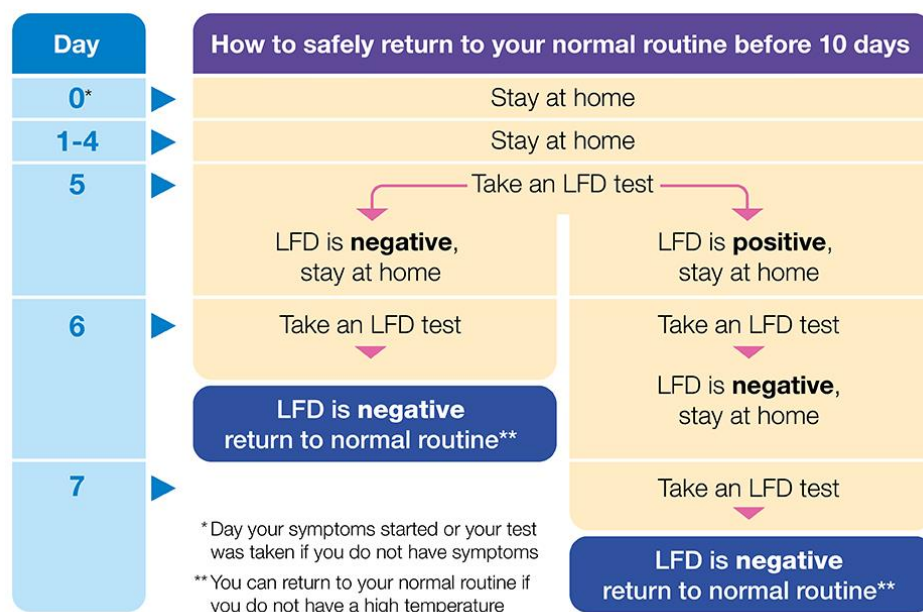 Day
How to safely return to your normal routine before 10 days
0*
Stay at home
1-4
Stay at home
5
Take an LFD test
LFD is negative,
stay at home
LFD is positive,
stay at home
6
Take an LFD test
LFD is negative
return to normal routine**
Take an LFD test
LFD is negative,
stay at home
7
Take an LFD test
LFD is negative
return to normal routine**
* Day your symptoms started or your test
was taken if you do not have symptoms
** You can return to your normal routine if
you do not have a high temperature